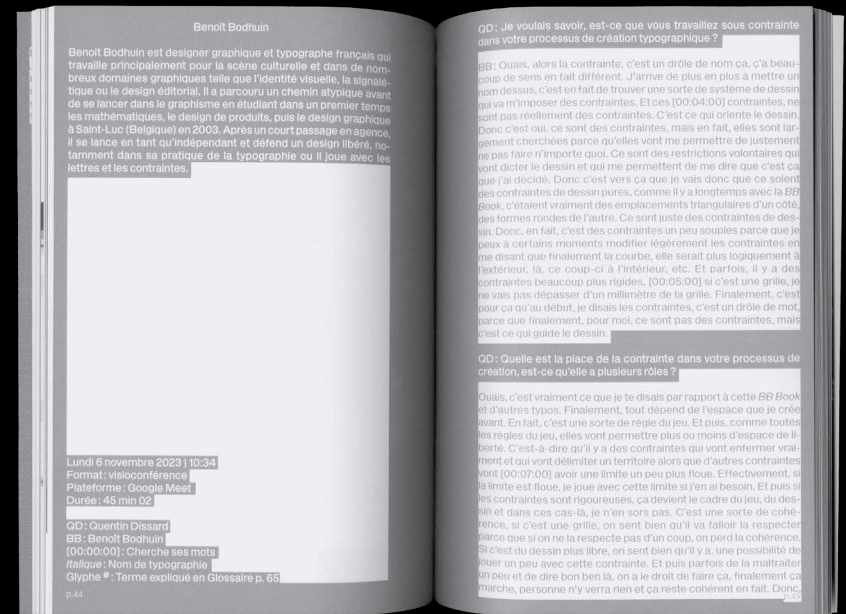 Benoît Bodhuin
Benoît Bodhuin est designer graphique et typographe français qui
travaille principalement pour la scène culturelle et dans de nom-
breux domaines graphiques telle que l'identité visuelle, la signalé-
tique ou le design éditorial. Il a parcouru un chemin atypique avant
de se lancer dans le graphisme en étudiant dans un premier temps
les mathématiques, le design de produits, puis le design graphique
à Saint-Luc (Belgique) en 2003. Après un court passage en agence,
il se lance en tant qu'indépendant et défend un design libéré, no-
tamment dans sa pratique de la typographie ou il joue avec les
lettres et les contraintes.
Lundi 6 novembre 2023 | 10:34
Format : visioconférence
Plateforme : Google Meet
Durée : 45 min 02
QD : Quentin Dissard
BB : Benoît Bodhuin
[00:00:00] : Cherche ses mots
Italique : Nom de typographie
Glyphe : Terme expliqué en Glossaire p. 65
p.44
QD : Je voulais savoir, est-ce que vous travaillez sous contrainte
dans votre processus de création typographique ?
BB : Ouais, alors la contrainte, c'est un drôle de nom ça, ç'a beau-
coup de sens en fait différent. J'arrive de plus en plus à mettre un
nom dessus, c'est en fait de trouver une sorte de système de dessin
qui va m'imposer des contraintes. Et ces [00:04:00] contraintes, ne
sont pas réellement des contraintes. C'est ce qui oriente le dessin.
Donc c'est oui, ce sont des contraintes, mais en fait, elles sont lar-
gement cherchées parce qu'elles vont me permettre de justement
ne pas faire n'importe quoi. Ce sont des restrictions volontaires qui
vont dicter le dessin et qui me permettent de me dire que c'est ça
que j'ai décidé. Donc c'est vers ça que je vais donc que ce soient
des contraintes de dessin pures, comme il y a longtemps avec la BB
Book, c'étaient vraiment des emplacements triangulaires d'un côté,
des formes rondes de l'autre. Ce sont juste des contraintes de des-
sin. Donc, en fait, c'est des contraintes un peu souples parce que je
peux à certains moments modifier légèrement les contraintes en
me disant que finalement la courbe, elle serait plus logiquement à
l'extérieur, là, ce coup-ci à l'intérieur, etc. Et parfois, il y a des
contraintes beaucoup plus rigides, [00:05:00] si c'est une grille, je
ne vais pas dépasser d'un millimètre de la grille. Finalement, c'est
pour ça qu'au début, je disais les contraintes, c'est un drôle de mot,
parce que finalement, pour moi, ce sont pas des contraintes, mais
c'est ce qui guide le dessin.
QD : Quelle est la place de la contrainte dans votre processus de
création, est-ce qu'elle a plusieurs rôles ?
Ouais, c'est vraiment ce que je te disais par rapport à cette BB Book
et d'autres typos. Finalement, tout dépend de l'espace que je crée
avant. En fait, c'est une sorte de règle du jeu. Et puis, comme toutes
les règles du jeu, elles vont permettre plus ou moins d'espace de li-
berté. C'est-à-dire qu'il y a des contraintes qui vont enfermer vrai-
ment et qui vont délimiter un territoire alors que d'autres contraintes
vont [00:07:00] avoir une limite un peu plus floue. Effectivement, si
la limite est floue, je joue avec cette limite si j'en ai besoin. Et puis si
les contraintes sont rigoureuses, ça devient le cadre du jeu, du des-
sin et dans ces cas-là, je n'en sors pas. C'est une sorte de cohé-
rence, si c'est une grille, on sent bien qu'il va falloir la respecter
parce que si on ne la respecte pas d'un coup, on perd la cohérence.
Si c'est du dessin plus libre, on sent bien qu'il y a, une possibilité de
jouer un peu avec cette contrainte. Et puis parfois de la maltraiter
un peu et de dire bon ben là, on a le droit de faire ça, finalement ça
marche, personne n'y verra rien et ça reste cohérent en fait. Donc,
p.45